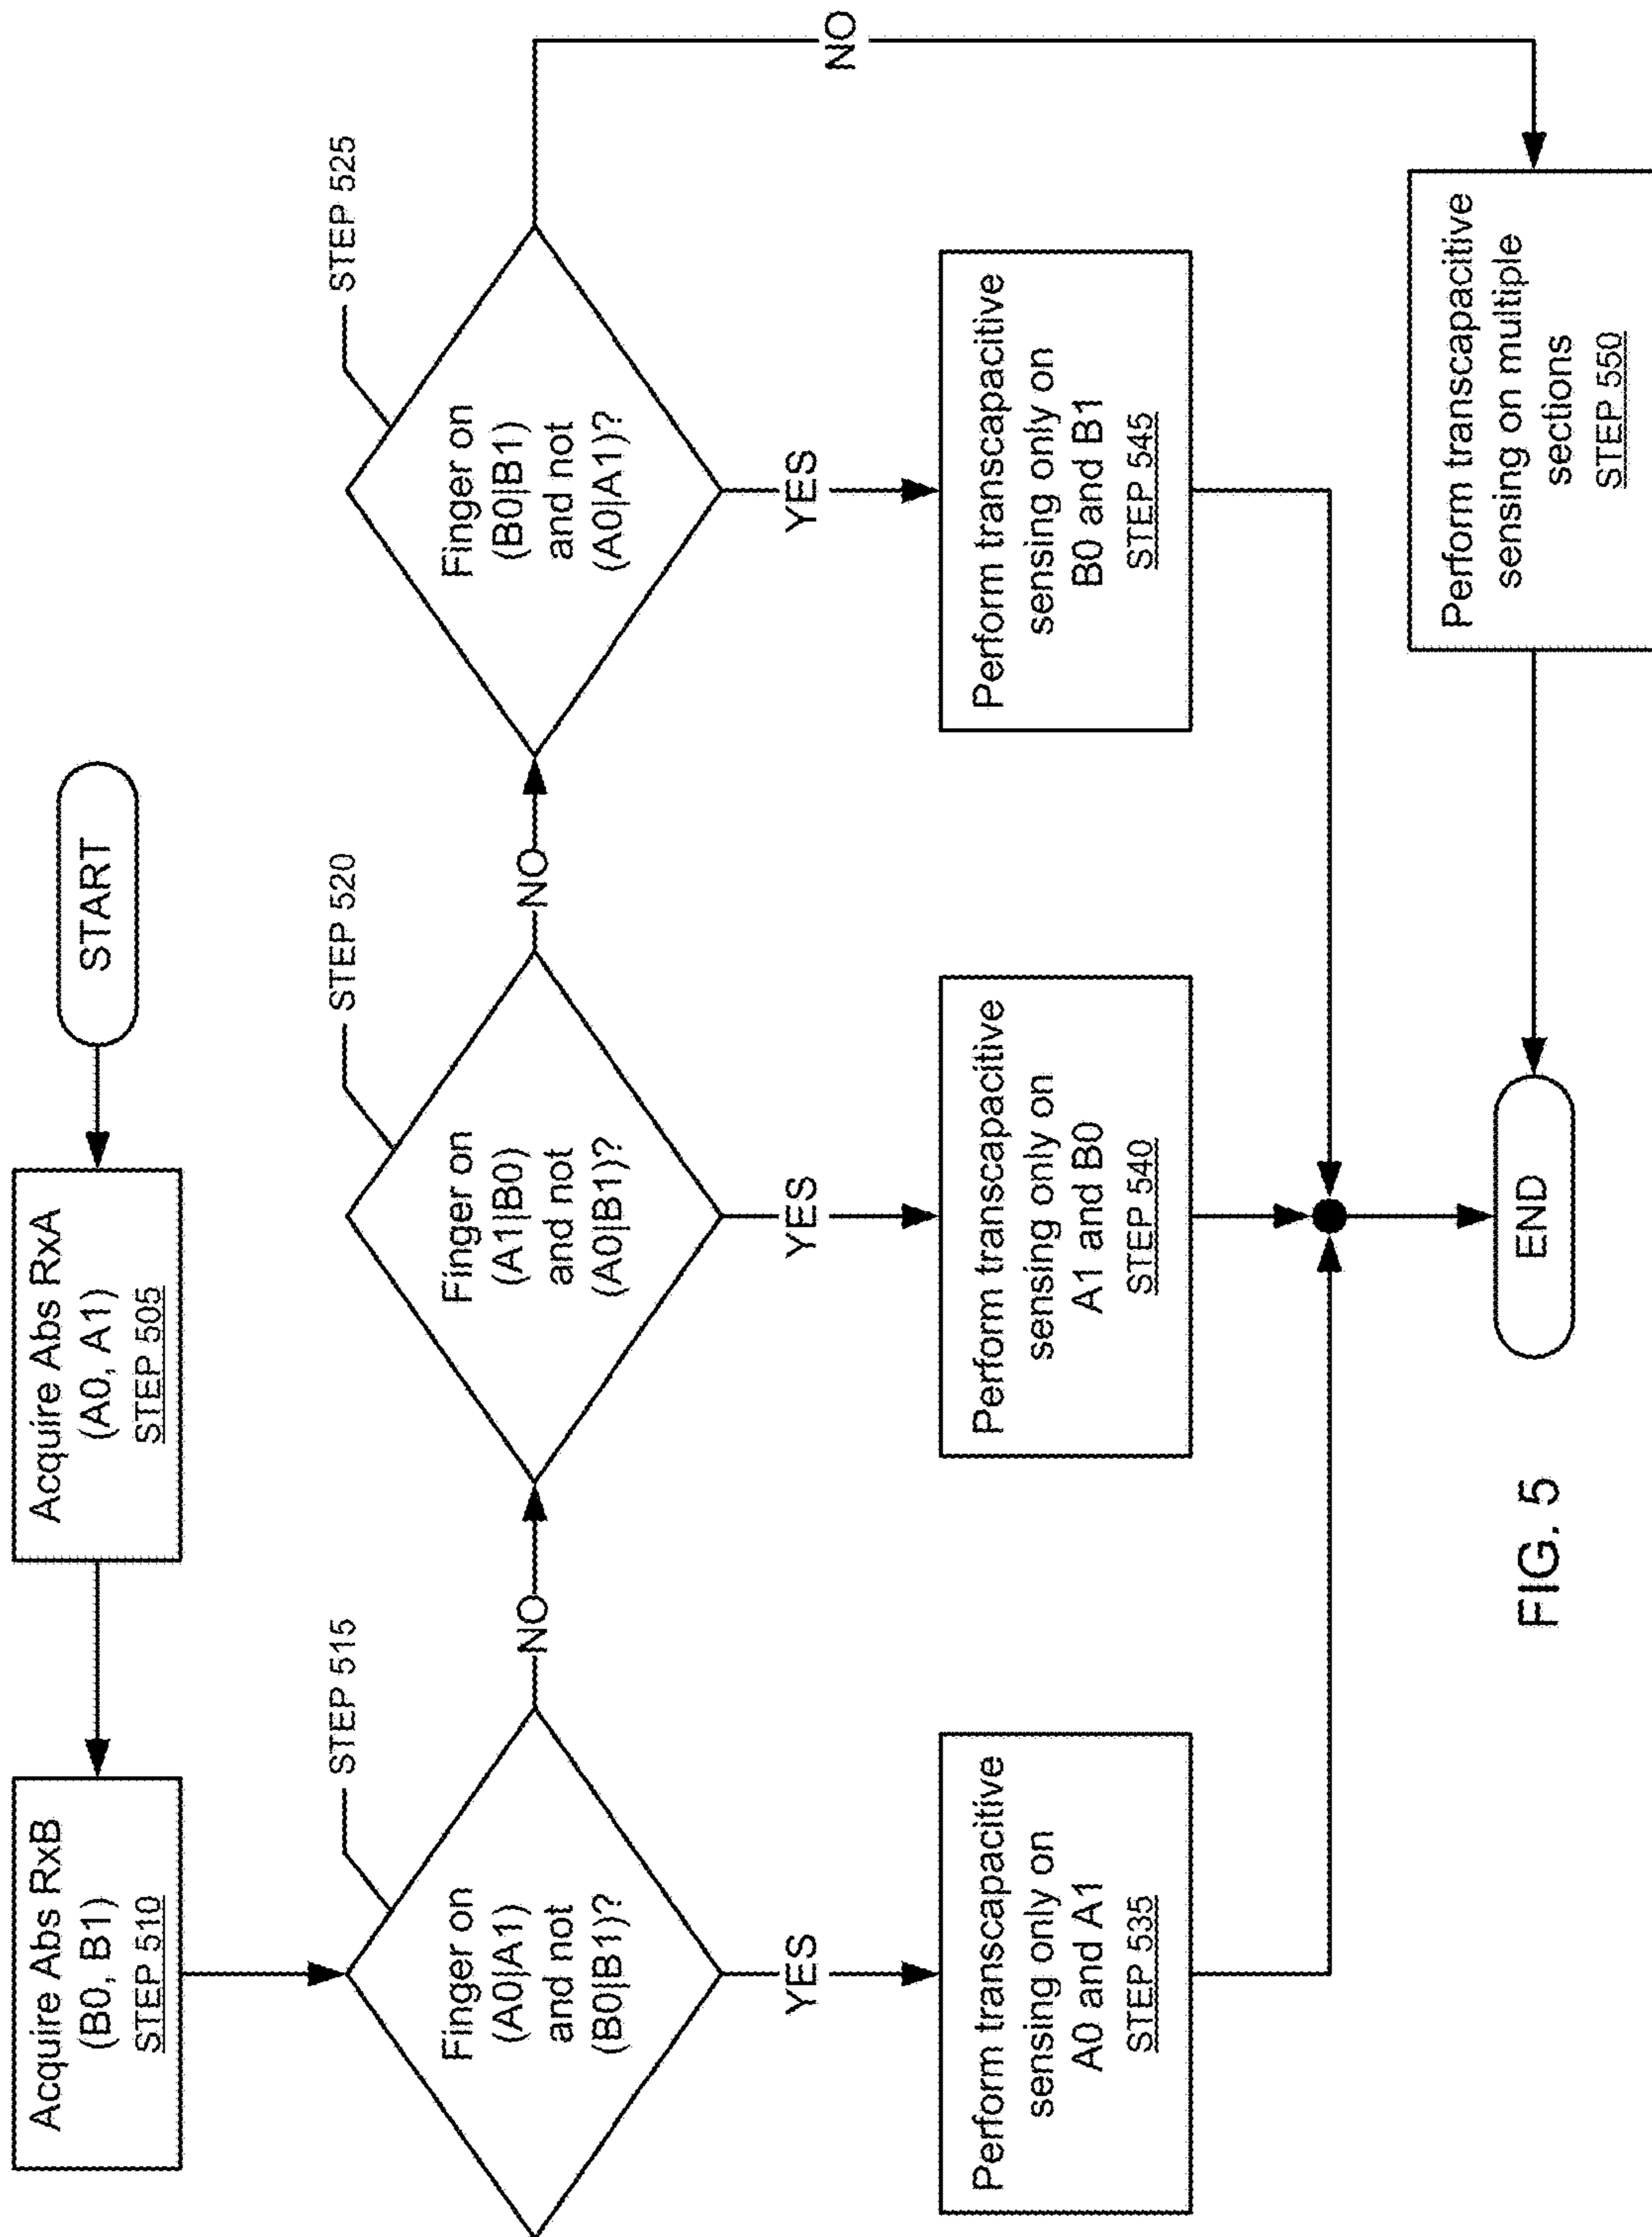 START
Acquire Abs RxA
(A0, A1)
STEP 505
Acquire Abs RxB
(B0, B1)
STEP 510
STEP 515
Finger on
(A0|A1)
and not
(B0|B1)?
NO
YES
STEP 520
Finger on
(A1|B0)
and not
(A0|B1)?
NO
YES
STEP 525
Finger on
(B0|B1)
and not
(A0|A1)?
NO
YES
Perform transcapacitive
sensing only on
A0 and A1
STEP 535
Perform transcapacitive
sensing only on
A1 and B0
STEP 540
Perform transcapacitive
sensing only on
B0 and B1
STEP 545
Perform transcapacitive
sensing on multiple
sections
STEP 550
END
FIG. 5